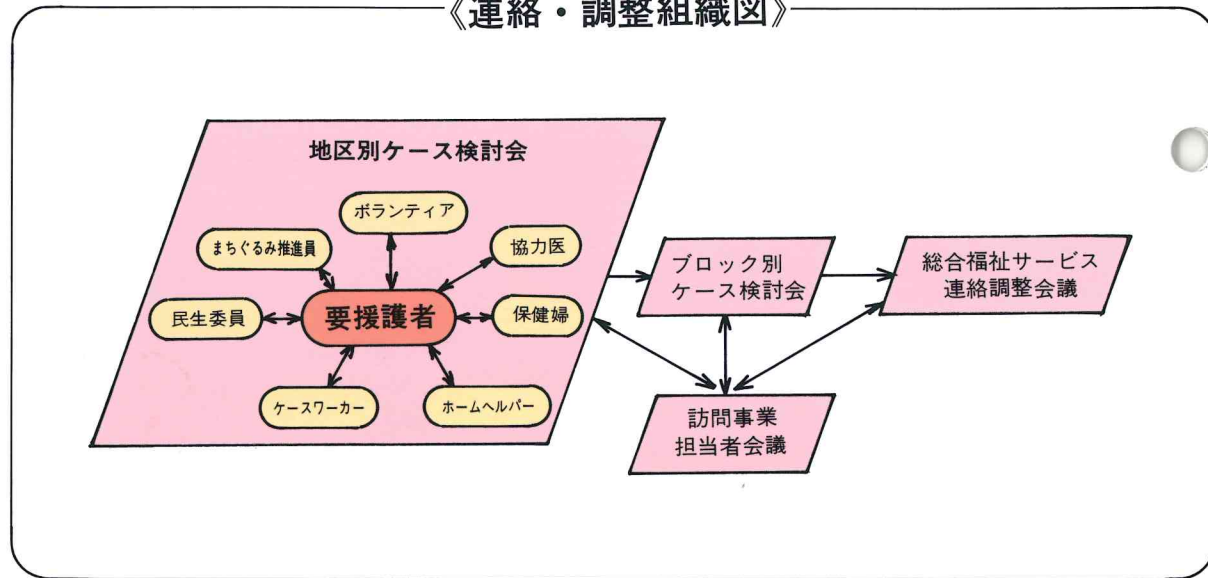 《連絡・調整組織図》
地区別ケース検討会
ボランティア
まちぐるみ推進員
協力医
民生委員
要援護者
保健婦
ケースワーカー
ホームヘルパー
ブロック別
ケース検討会
総合福祉サービス
連絡調整会議
訪問事業
担当者会議